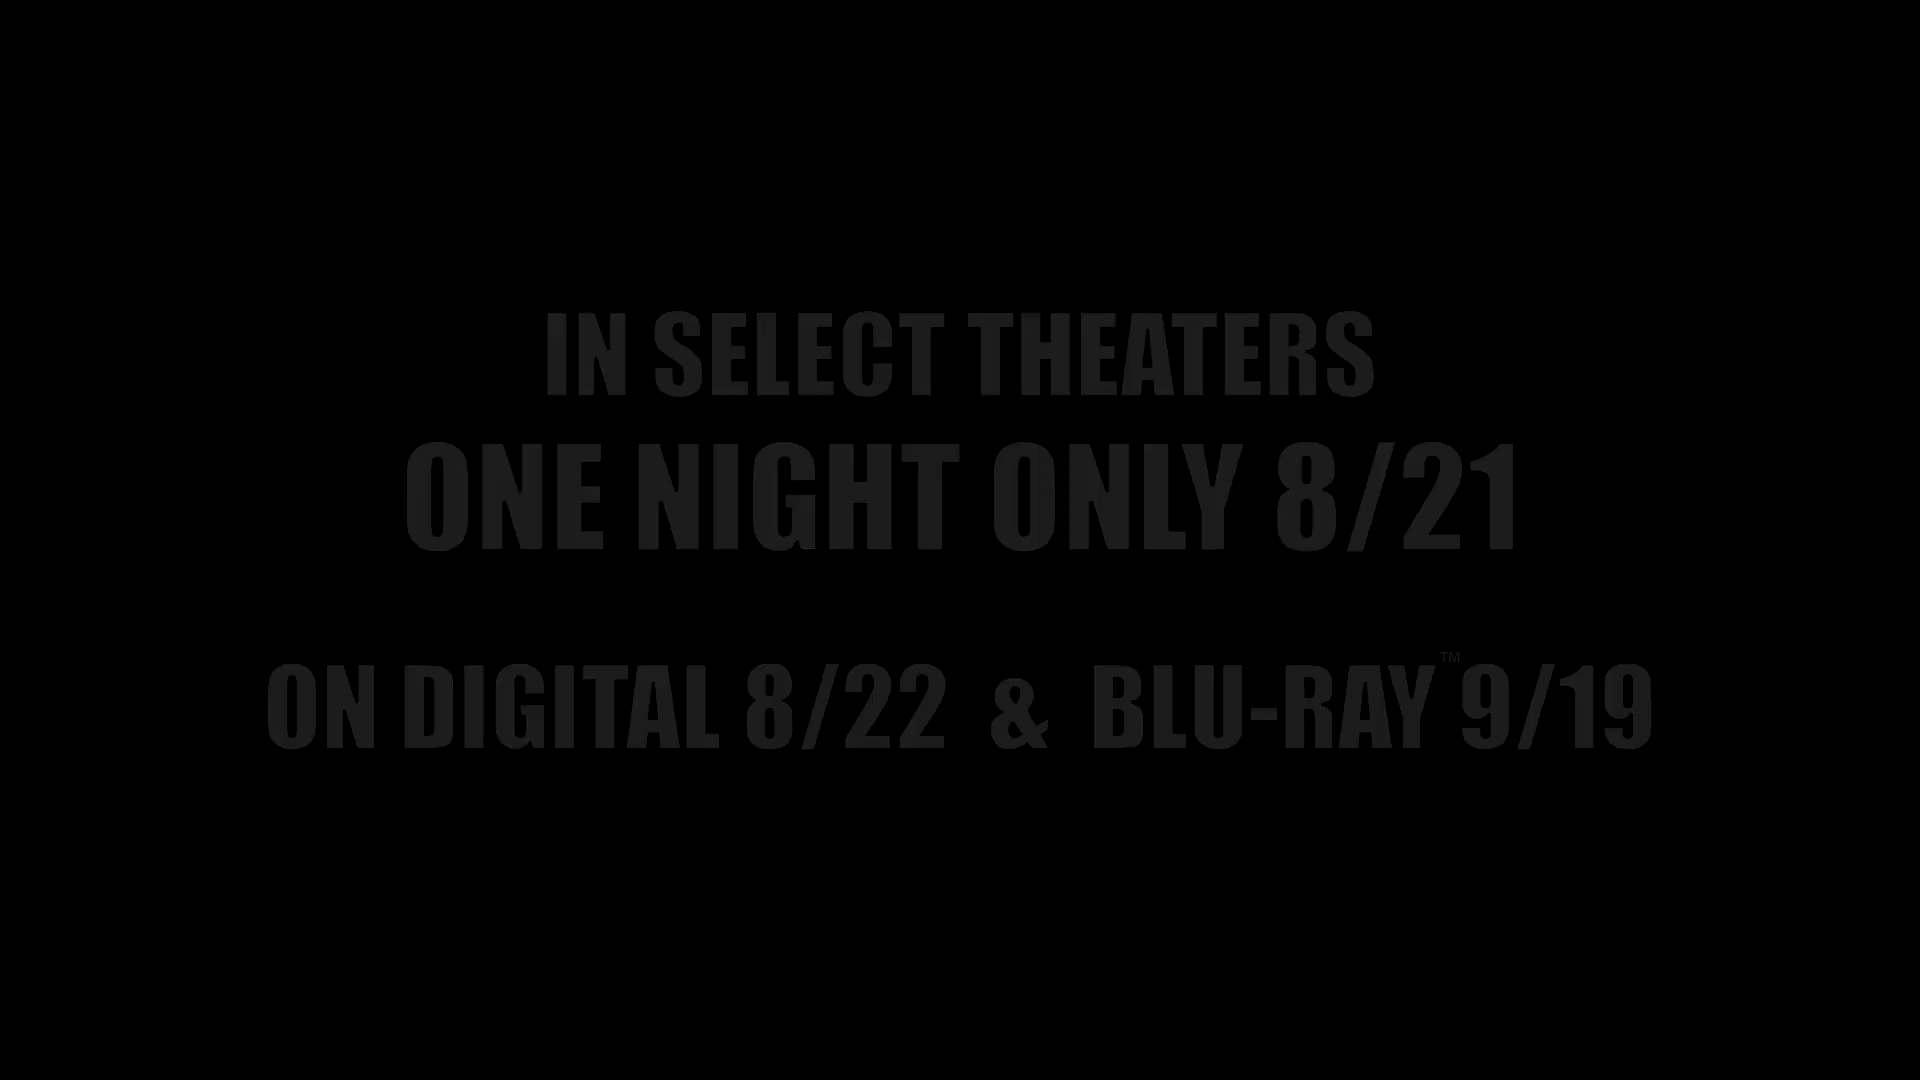 IN SELECT THEATERS
ONE NIGHT ONLY 8/21
ON DIGITAL 8/22 & BLU-RAY™ 9/19